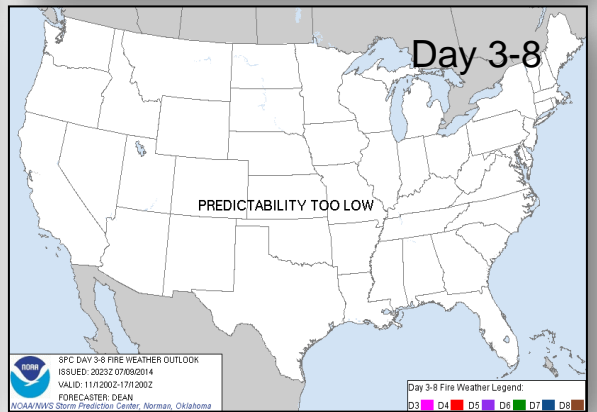 Day 3-8
PREDICTABILITY TOO LOW
NOAA
SPC DAY 3-8 FIRE WEATHER OUTLOOK
ISSUED: 2023Z 07/09/2014
VALID: 11/1200Z-17/1200Z
FORECASTER: DEAN
NOAA/NWS Storm Prediction Center, Norman, Oklahoma
Day 3-8 Fire Weather Legend:
D3 D4 D5 D6 D7 D8